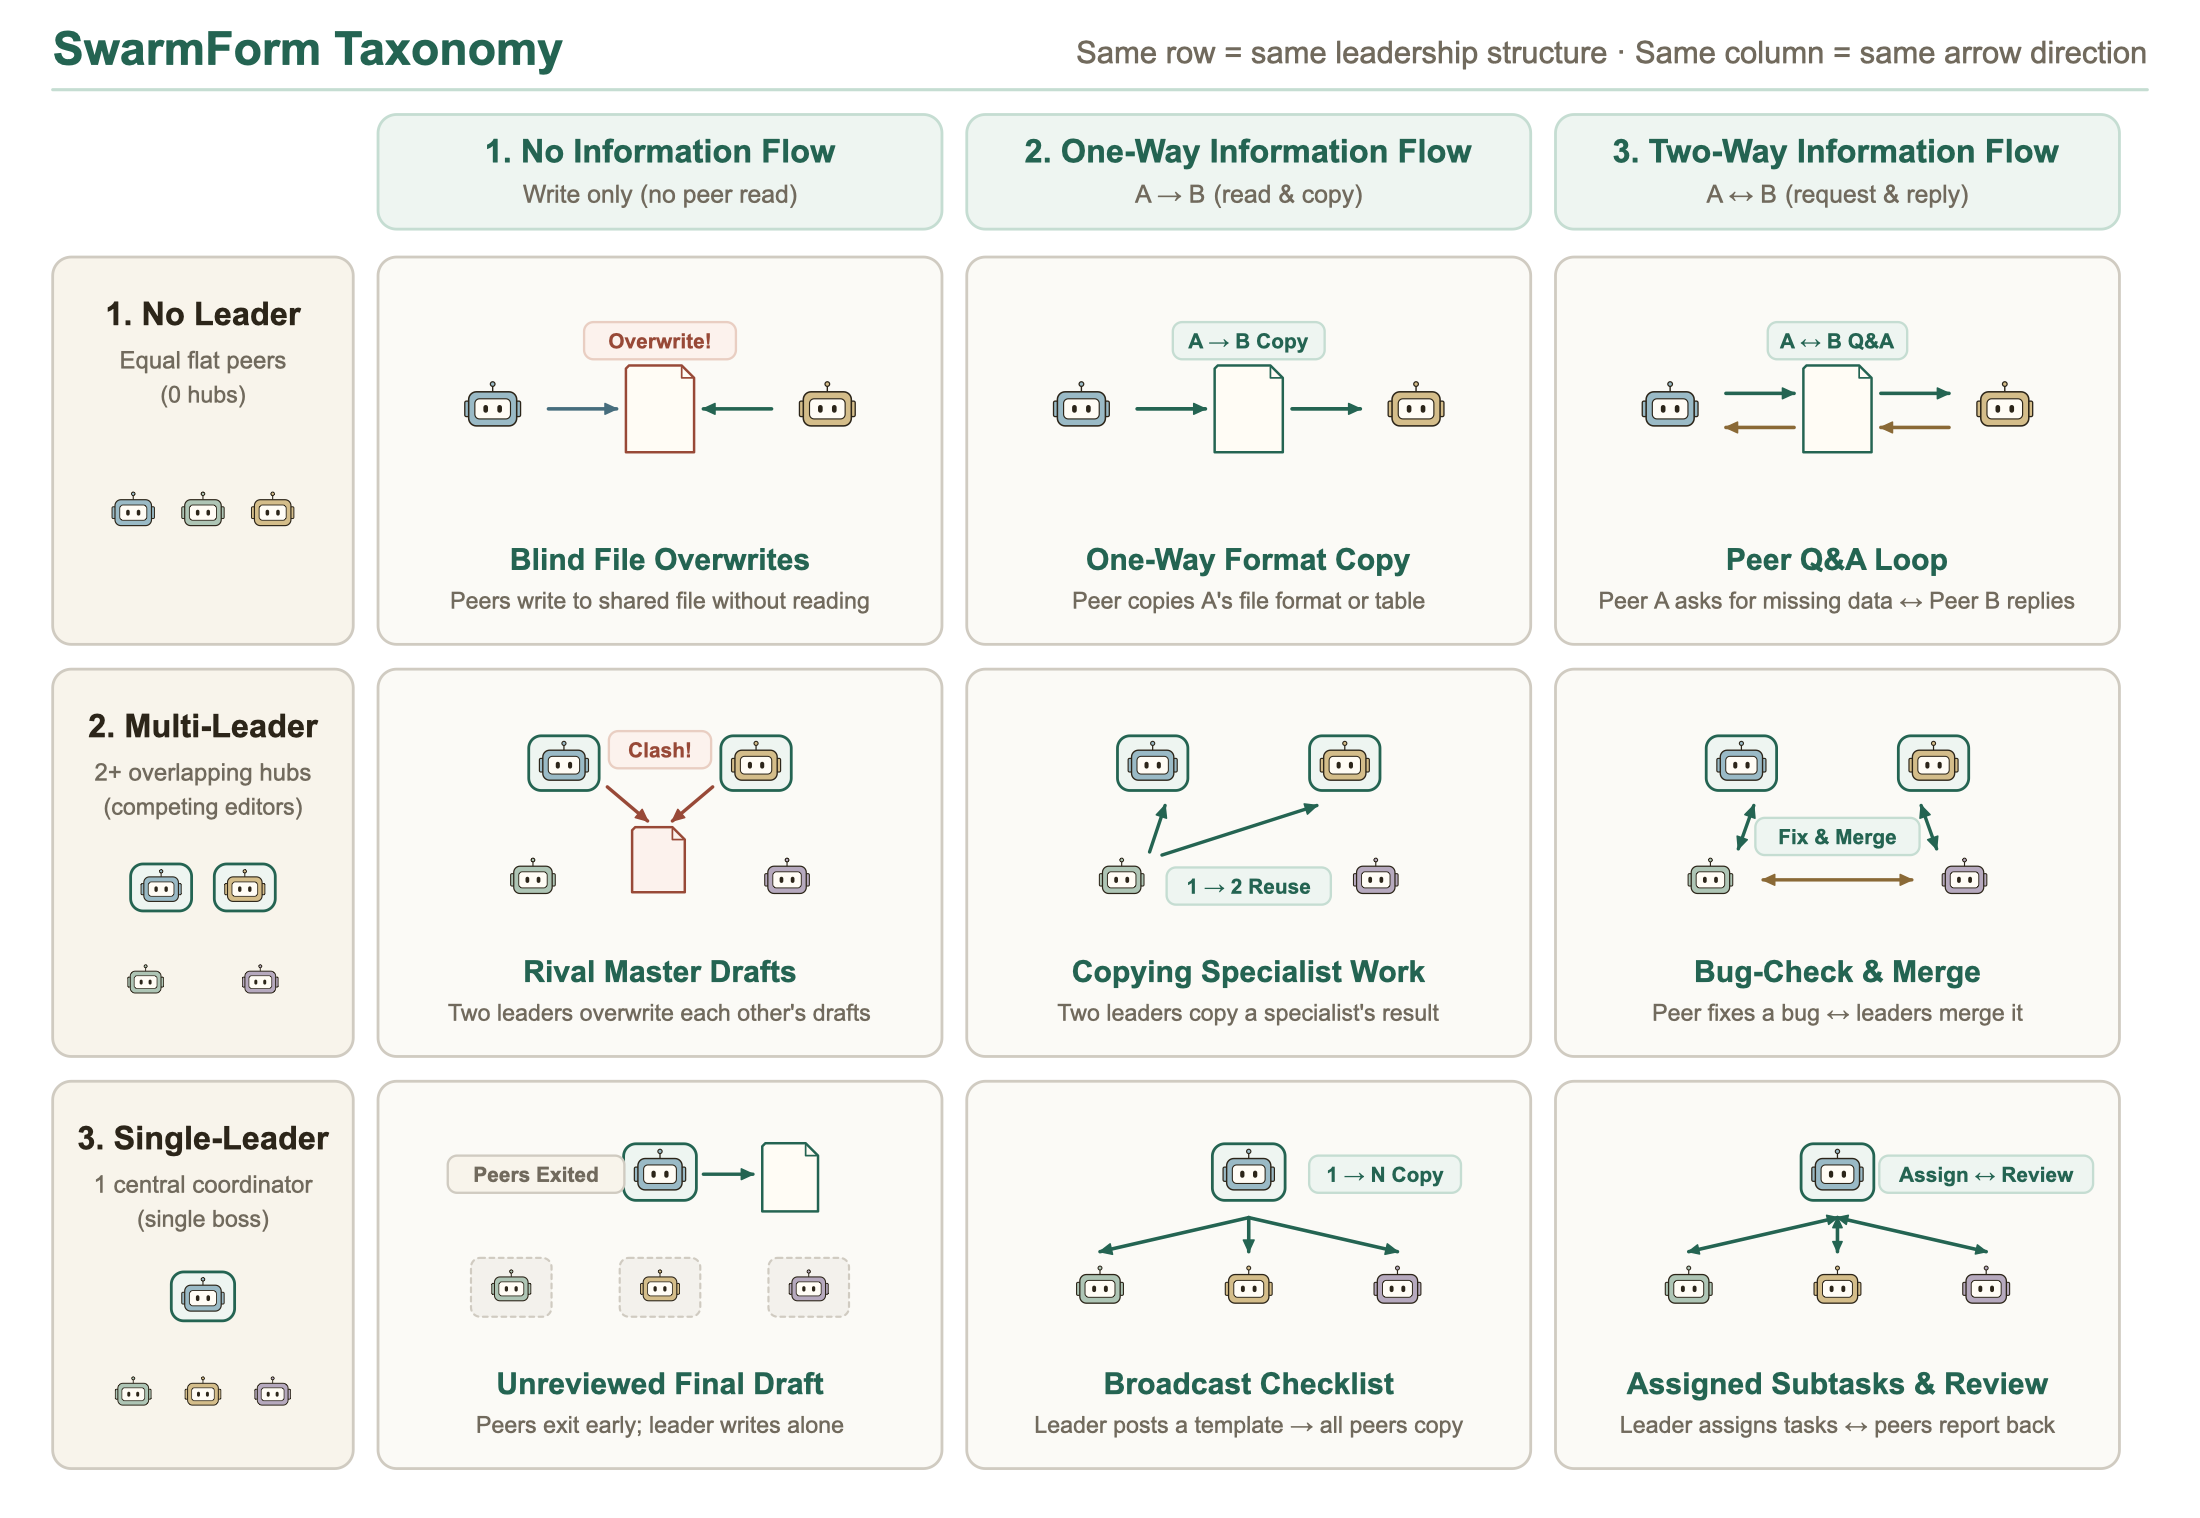 SwarmForm Taxonomy
Same row = same leadership structure · Same column = same arrow direction
1. No Information Flow
Write only (no peer read)
2. One-Way Information Flow
A → B (read & copy)
3. Two-Way Information Flow
A ↔ B (request & reply)
1. No Leader
Equal flat peers
(0 hubs)
Overwrite!
Blind File Overwrites
Peers write to shared file without reading
A → B Copy
One-Way Format Copy
Peer copies A's file format or table
A ↔ B Q&A
Peer Q&A Loop
Peer A asks for missing data ↔ Peer B replies
2. Multi-Leader
2+ overlapping hubs
(competing editors)
Clash!
Rival Master Drafts
Two leaders overwrite each other's drafts
1 → 2 Reuse
Copying Specialist Work
Two leaders copy a specialist's result
Fix & Merge
Bug-Check & Merge
Peer fixes a bug ↔ leaders merge it
3. Single-Leader
1 central coordinator
(single boss)
Peers Exited
Unreviewed Final Draft
Peers exit early; leader writes alone
1 → N Copy
Broadcast Checklist
Leader posts a template → all peers copy
Assign ↔ Review
Assigned Subtasks & Review
Leader assigns tasks ↔ peers report back